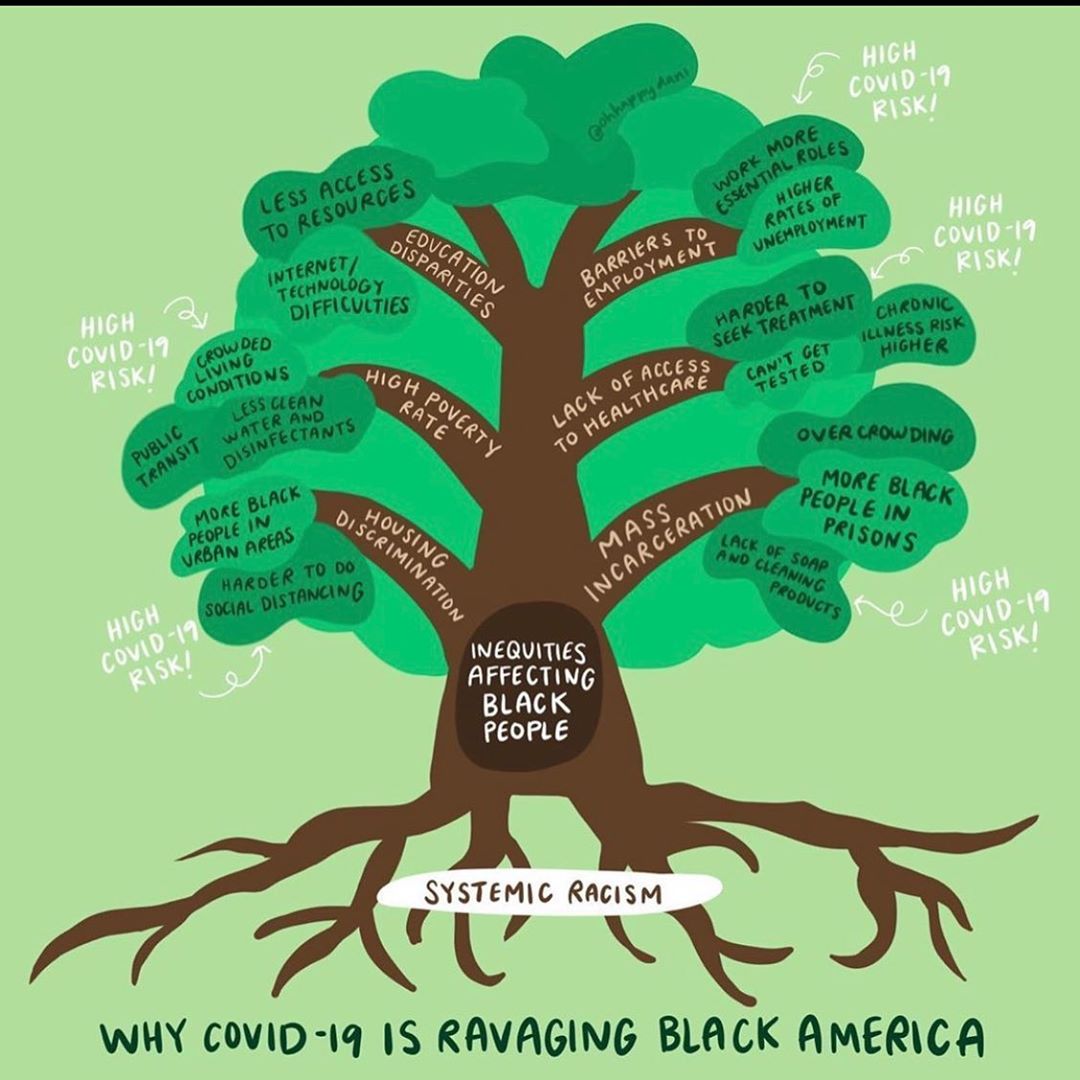 @ohhappydani
HIGH
COVID-19
RISK!
WORK MORE
ESSENTIAL ROLES
HIGHER
RATES OF
UNEMPLOYMENT
BARRIERS TO
EMPLOYMENT
LESS ACCESS
TO RESOURCES
EDUCATION
DISPARITIES
INTERNET/
TECHNOLOGY
DIFFICULTIES
HIGH
COVID-19
RISK!
HARDER TO
SEEK TREATMENT
CHRONIC
ILLNESS RISK
HIGHER
CAN'T GET
TESTED
LACK OF ACCESS
TO HEALTHCARE
HIGH
COVID-19
RISK!
CROWDED
LIVING
CONDITIONS
HIGH POVERTY
RATE
LESS CLEAN
WATER AND
DISINFECTANTS
PUBLIC
TRANSIT
OVERCROWDING
MORE BLACK
PEOPLE IN
PRISONS
MASS
INCARCERATION
LACK OF SOAP
AND CLEANING
PRODUCTS
HIGH
COVID-19
RISK!
MORE BLACK
PEOPLE IN
URBAN AREAS
HOUSING
DISCRIMINATION
HARDER TO DO
SOCIAL DISTANCING
HIGH
COVID-19
RISK!
INEQUITIES
AFFECTING
BLACK
PEOPLE
SYSTEMIC RACISM
WHY COVID-19 IS RAVAGING BLACK AMERICA